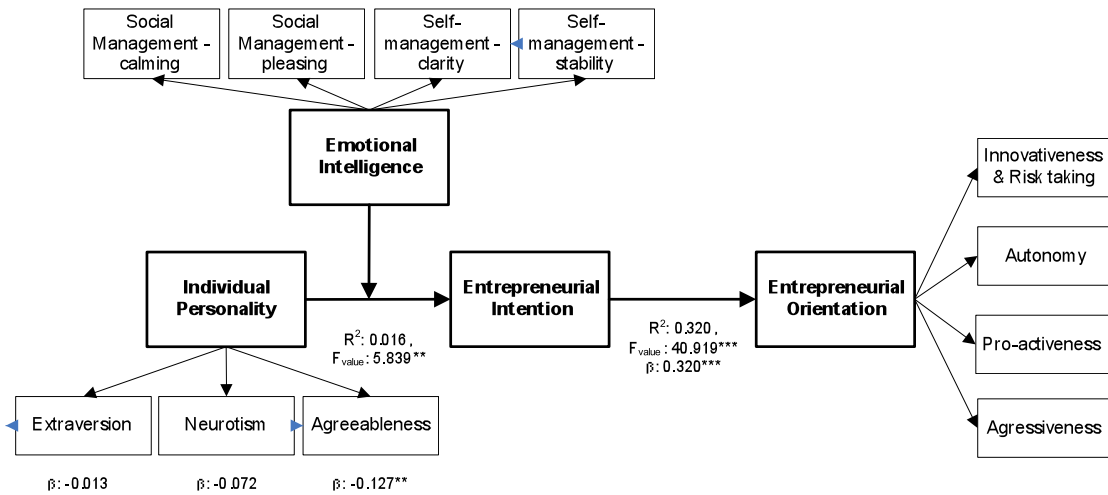 Social
Management -
calming
Social
Management -
pleasing
Self-
management -
clarity
Self-
management -
stability
Emotional
Intelligence
Individual
Personality
Entrepreneurial
Intention
Entrepreneurial
Orientation
Innovativeness
& Risk taking
Autonomy
Pro-activeness
Agressiveness
R²: 0.016 ,
F value : 5.839**
R²: 0.320 ,
F value : 40.919***
β: 0.320***
Extraversion
Neurotism
Agreeableness
β: -0.013
β: -0.072
β: -0.127**